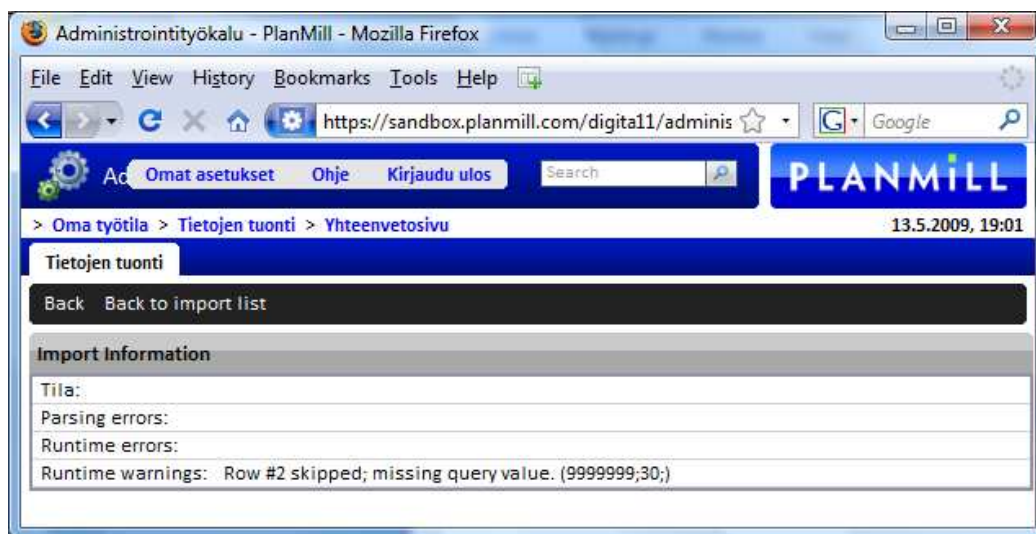 Administrointityökalu - PlanMill - Mozilla Firefox
File Edit View History Bookmarks Tools Help
https://sandbox.planmill.com/digita11/adminis Google
Omat asetukset Ohje Kirjaudu ulos Search PLANMiLL
> Oma työtila > Tietojen tuonti > Yhteenvetosivu 13.5.2009, 19:01
Tietojen tuonti
Back Back to import list
Import Information
Tila:
Parsing errors:
Runtime errors:
Runtime warnings: Row #2 skipped; missing query value. (9999999;30;)